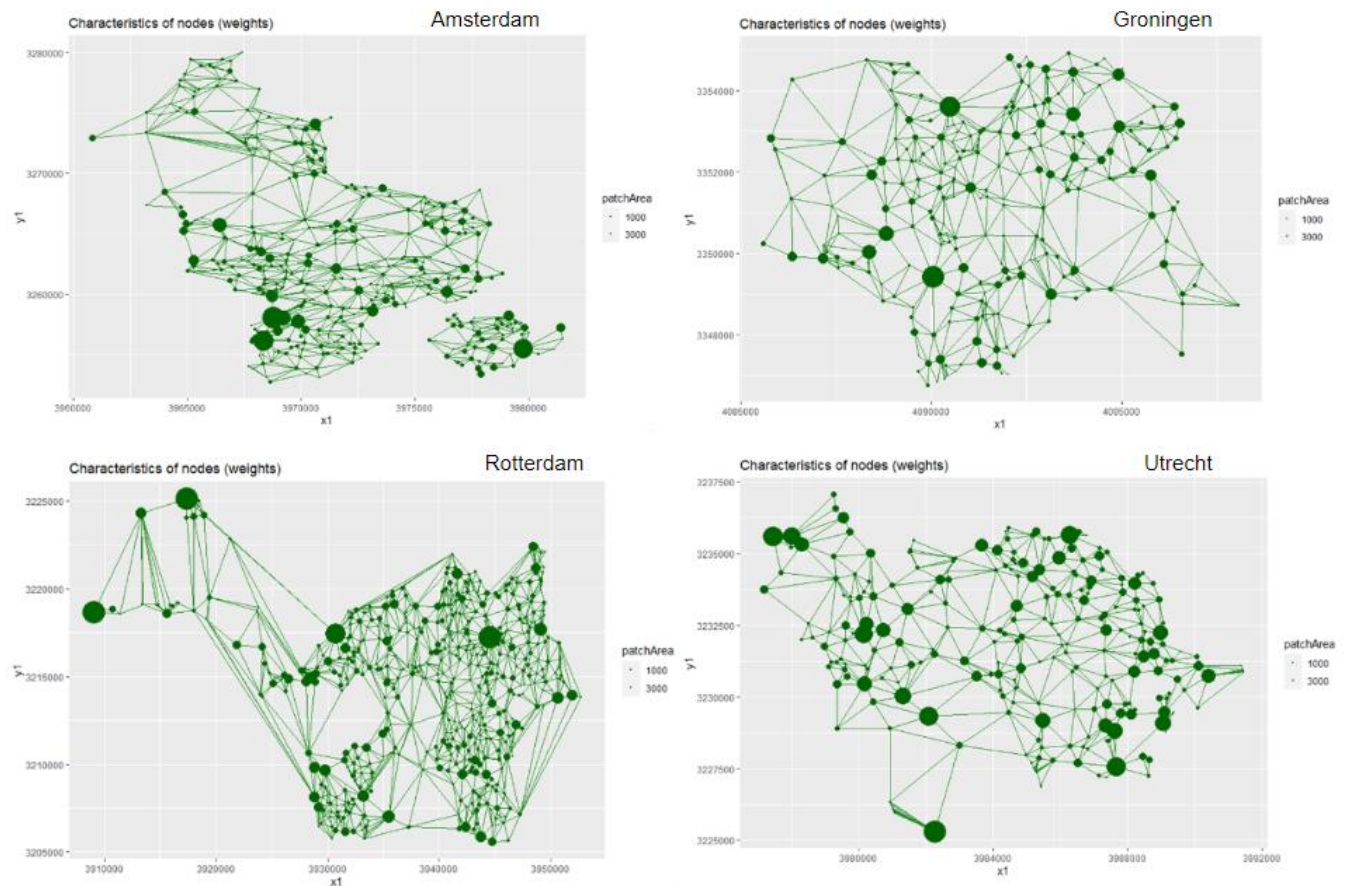 Characteristics of nodes (weights) Amsterdam
3280000
3270000
3260000
y1
3960000 3965000 3970000 3975000 3980000
x1
patchArea
1000
3000
Characteristics of nodes (weights) Groningen
3354000
3352000
3350000
3348000
y1
4085000 4090000 4095000
x1
patchArea
1000
3000
Characteristics of nodes (weights) Rotterdam
3225000
3220000
3215000
3210000
3205000
y1
3910000 3920000 3930000 3940000 3950000
x1
patchArea
1000
3000
Characteristics of nodes (weights) Utrecht
3237500
3235000
3232500
3230000
3227500
3225000
y1
3980000 3984000 3988000 3992000
x1
patchArea
1000
3000